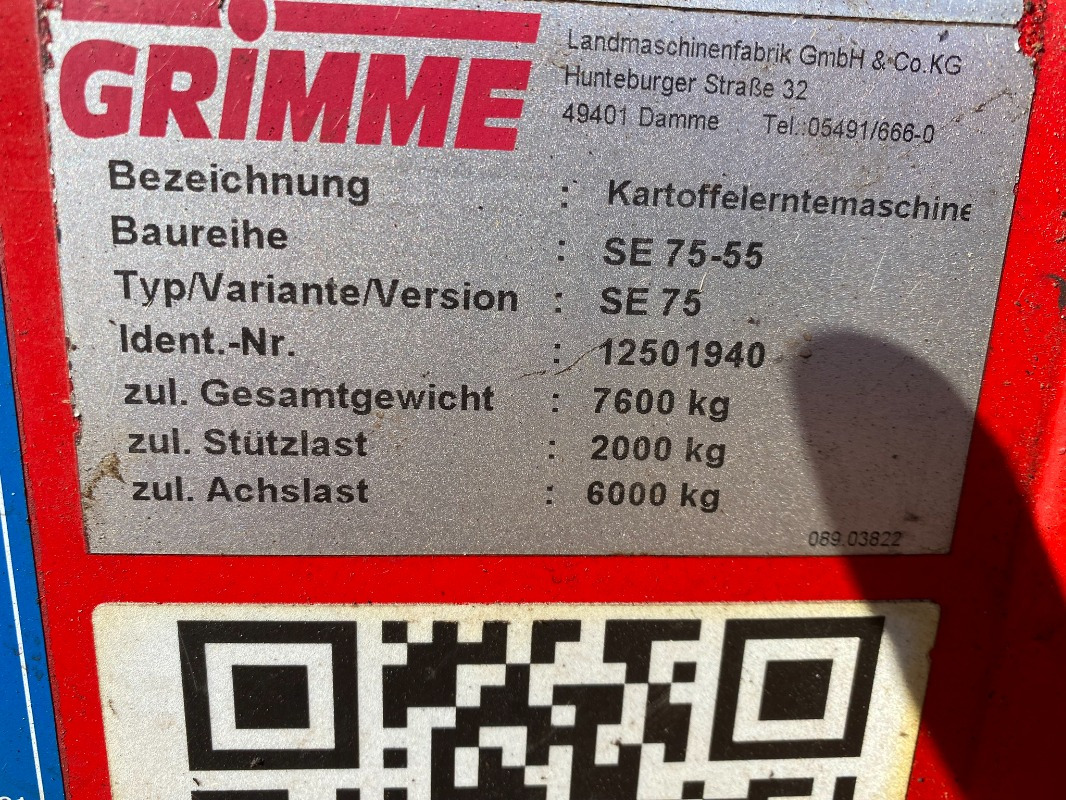 GRIMME
Landmaschinenfabrik GmbH & Co.KG
Hunteburger Straße 32
49401 Damme Tel.:05491/666-0
Bezeichnung : Kartoffelerntemaschine
Baureihe : SE 75-55
Typ/Variante/Version : SE 75
Ident.-Nr. : 12501940
zul. Gesamtgewicht : 7600 kg
zul. Stützlast : 2000 kg
zul. Achslast : 6000 kg
089.03822